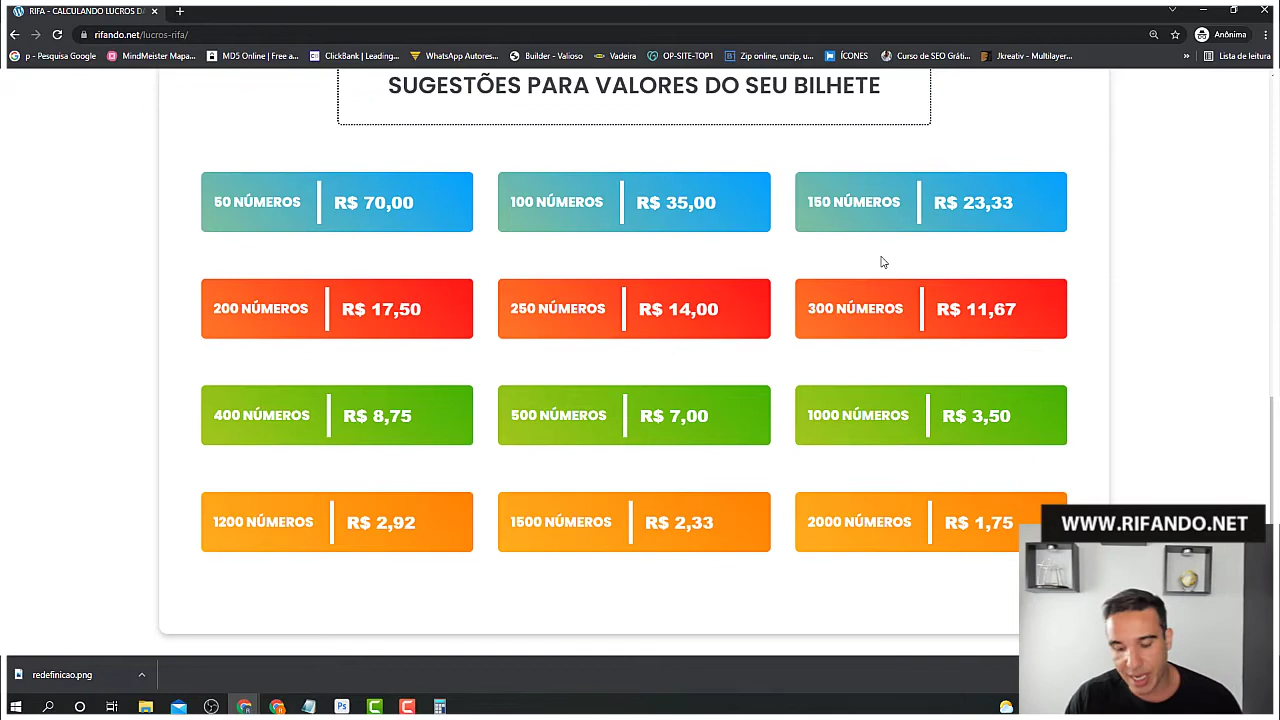 RIFA - CALCULANDO LUCROS DA
rifando.net/lucros-rifa/
Anônima
p - Pesquisa Google
MindMeister Mapa...
MD5 Online | Free a...
ClickBank | Leading...
WhatsApp Autores...
Builder - Valioso
Vadeira
OP-SITE-TOP1
Zip online, unzip, u...
ÍCONES
Curso de SEO Gráti...
Jkreativ - Multilayer...
»
Lista de leitura
SUGESTÕES PARA VALORES DO SEU BILHETE
50 NÚMEROS R$ 70,00
100 NÚMEROS R$ 35,00
150 NÚMEROS R$ 23,33
200 NÚMEROS R$ 17,50
250 NÚMEROS R$ 14,00
300 NÚMEROS R$ 11,67
400 NÚMEROS R$ 8,75
500 NÚMEROS R$ 7,00
1000 NÚMEROS R$ 3,50
1200 NÚMEROS R$ 2,92
1500 NÚMEROS R$ 2,33
2000 NÚMEROS R$ 1,75
WWW.RIFANDO.NET
redefinicao.png